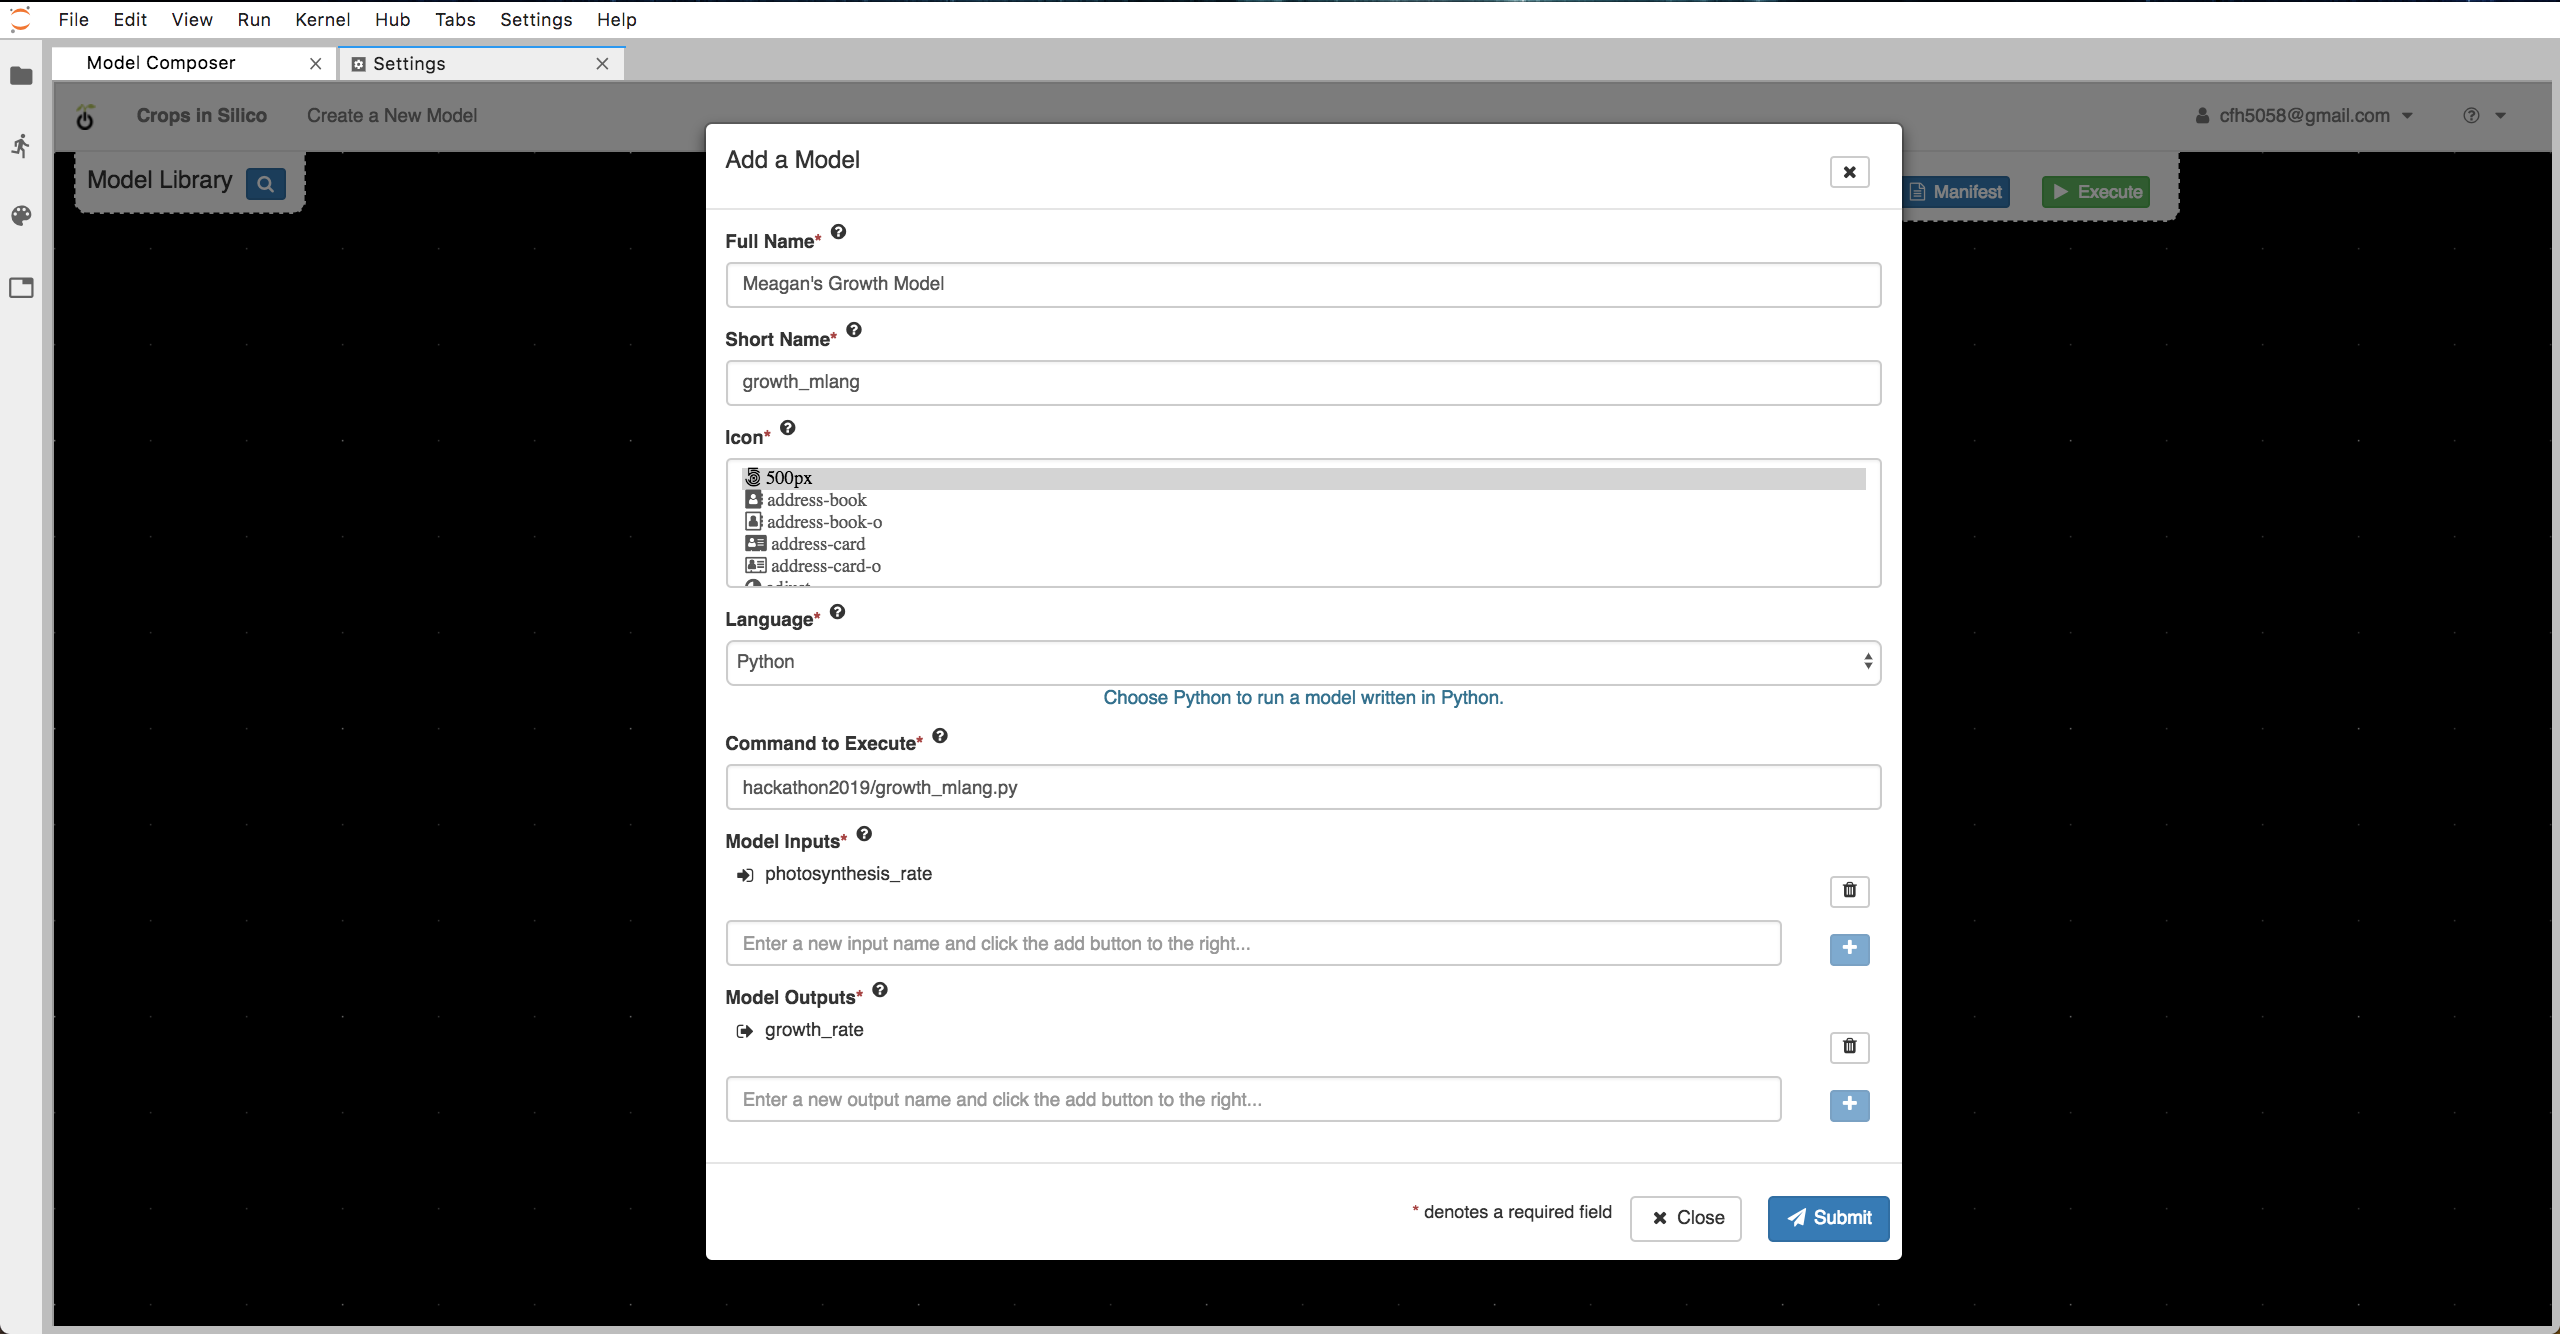 File Edit View Run Kernel Hub Tabs Settings Help
Model Composer
Settings
Crops in Silico
Create a New Model
cfh5058@gmail.com
Model Library
Manifest
Execute
Add a Model
Full Name*
Meagan's Growth Model
Short Name*
growth_mlang
Icon*
500px
address-book
address-book-o
address-card
address-card-o
adjust
Language*
Python
Choose Python to run a model written in Python.
Command to Execute*
hackathon2019/growth_mlang.py
Model Inputs*
photosynthesis_rate
Enter a new input name and click the add button to the right...
Model Outputs*
growth_rate
Enter a new output name and click the add button to the right...
* denotes a required field
Close
Submit